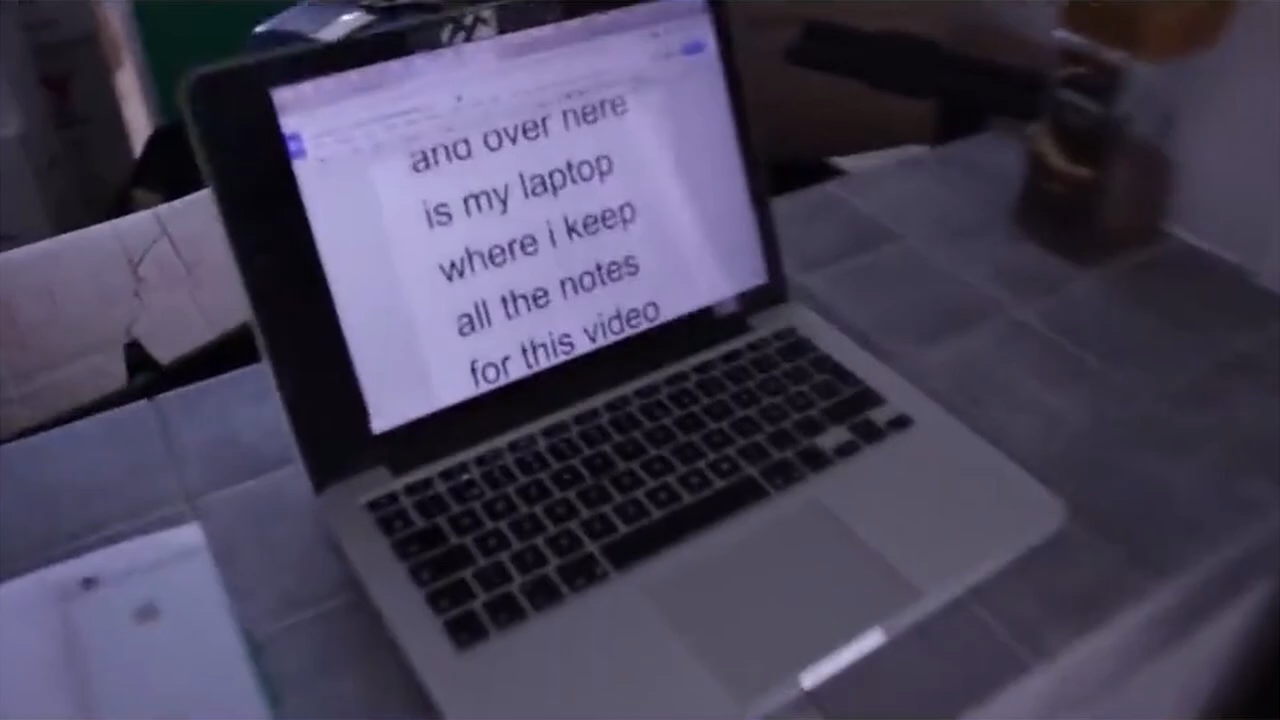 and over here
is my laptop
where i keep
all the notes
for this video